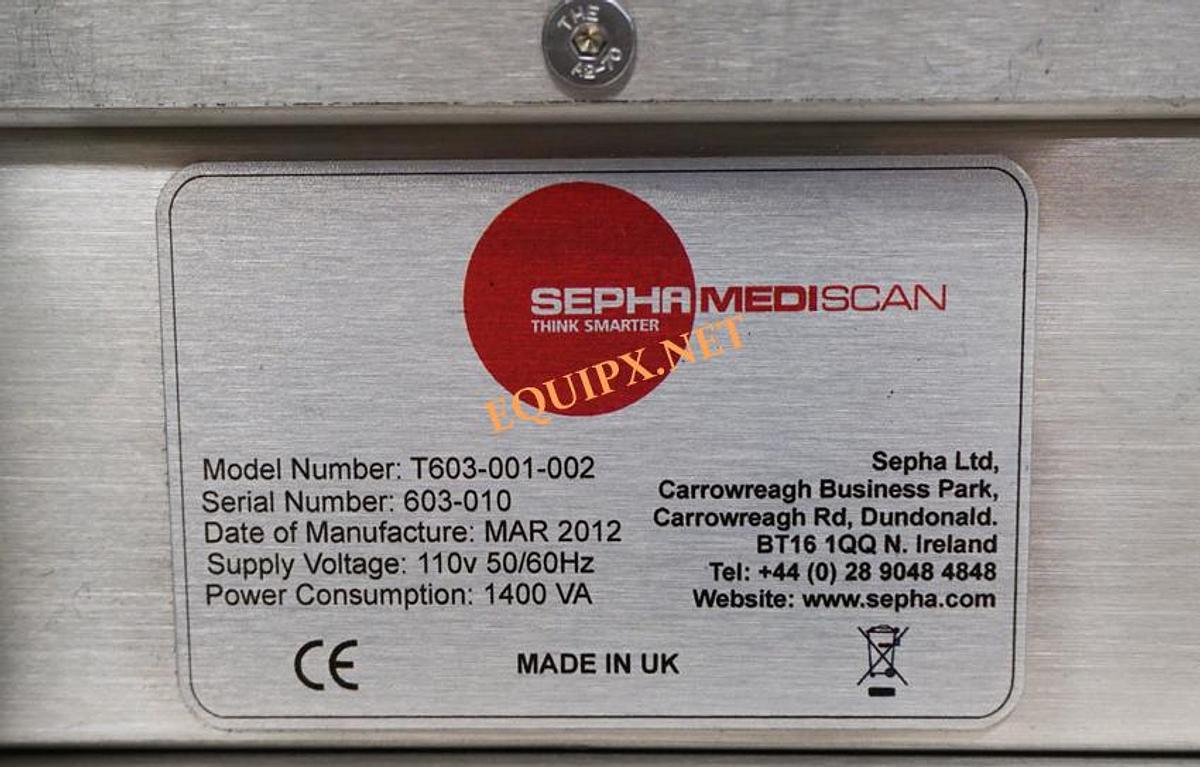 THE
A2-70
SEPHA MEDISCAN
THINK SMARTER
EQUIPX.NET
Model Number: T603-001-002
Serial Number: 603-010
Date of Manufacture: MAR 2012
Supply Voltage: 110v 50/60Hz
Power Consumption: 1400 VA
Sepha Ltd,
Carrowreagh Business Park,
Carrowreagh Rd, Dundonald.
BT16 1QQ N. Ireland
Tel: +44 (0) 28 9048 4848
Website: www.sepha.com
CE
MADE IN UK